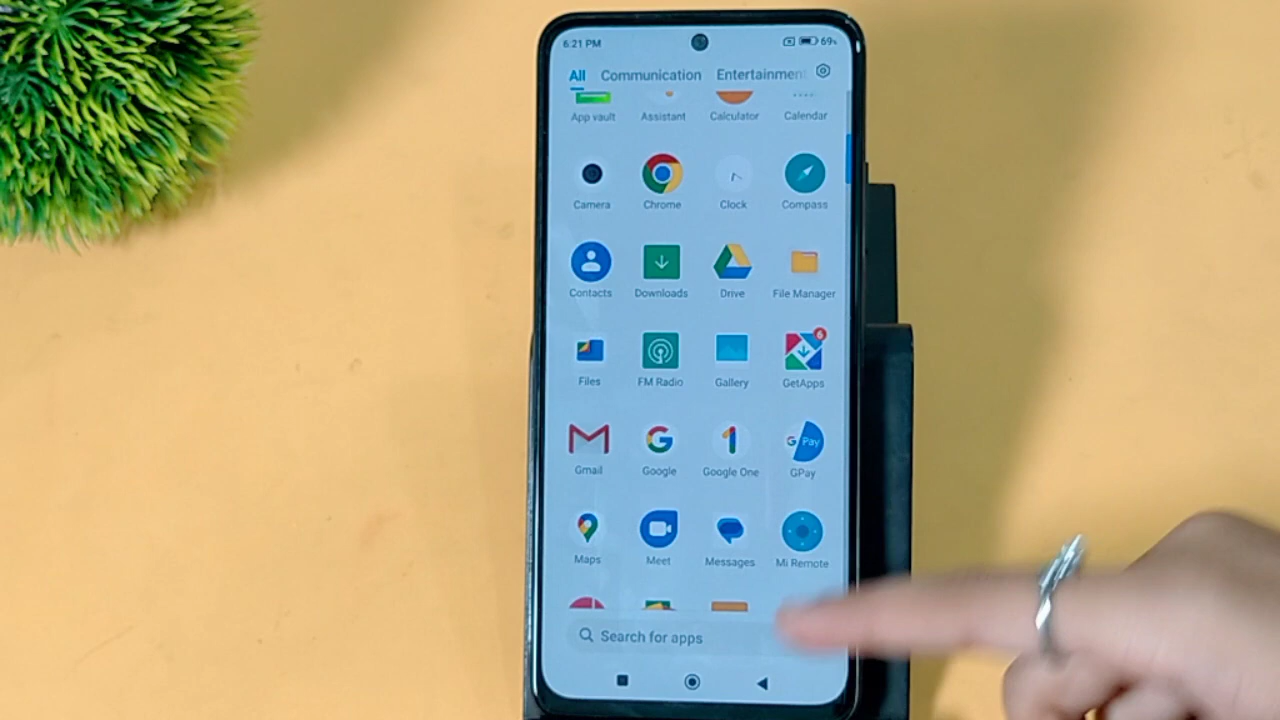 6:21 PM 69%
All Communication Entertainment
App vault Assistant Calculator Calendar
Camera Chrome Clock Compass
Contacts Downloads Drive File Manager
6
Files FM Radio Gallery GetApps
G Pay
Gmail Google Google One GPay
Maps Meet Messages Mi Remote
Search for apps